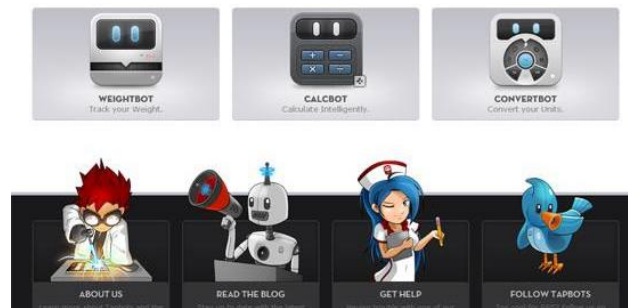 WEIGHTBOT
Track your Weight.
CALCBOT
Calculate Intelligently.
CONVERTBOT
Convert your Units.
ABOUT US
READ THE BLOG
GET HELP
FOLLOW TAPBOTS